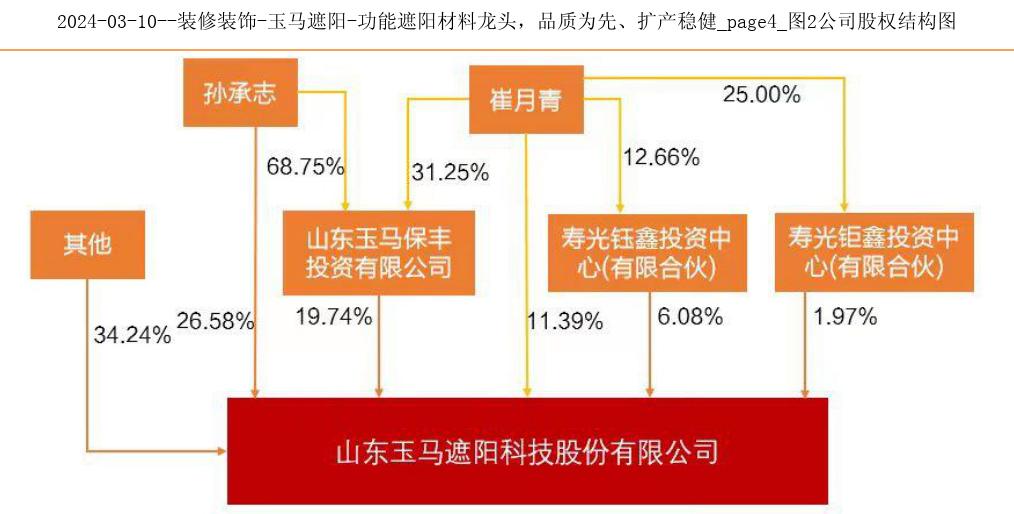 2024-03-10--装修装饰-玉马遮阳-功能遮阳材料龙头，品质为先、扩产稳健_page4_图2公司股权结构图
孙承志
崔月青
25.00%
68.75%
31.25%
12.66%
其他
山东玉马保丰
投资有限公司
寿光钰鑫投资中
心(有限合伙)
寿光钜鑫投资中
心(有限合伙)
34.24%
26.58%
19.74%
11.39%
6.08%
1.97%
山东玉马遮阳科技股份有限公司